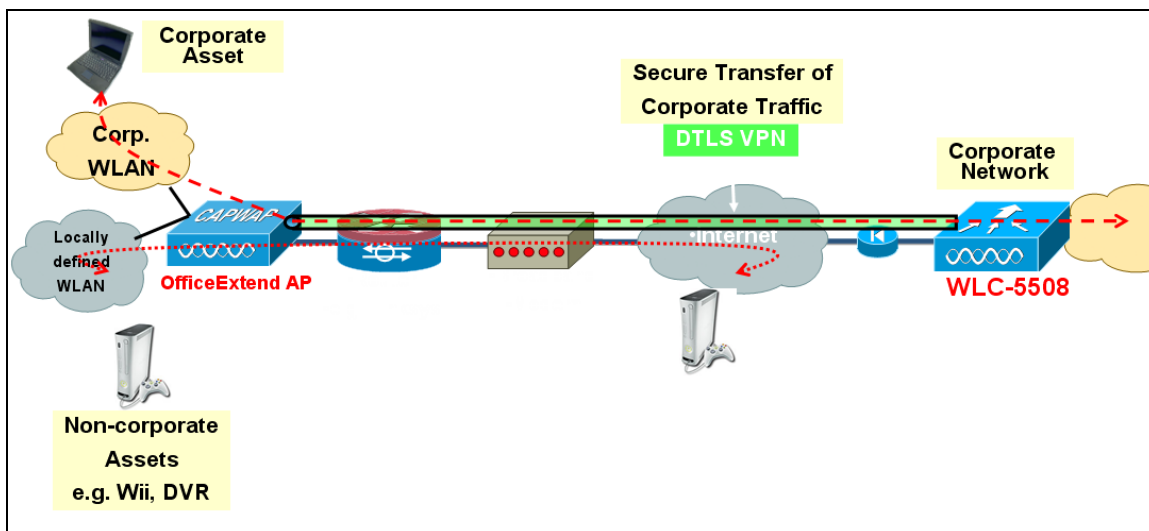 Corporate
Asset
Corp.
WLAN
Secure Transfer of
Corporate Traffic
DTLS VPN
Corporate
Network
CAPWAP
Locally
defined
WLAN
•Internet
OfficeExtend AP
WLC-5508
Non-corporate
Assets
e.g. Wii, DVR